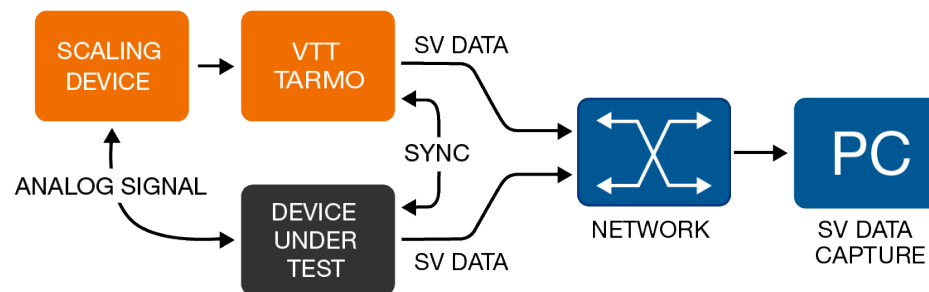 SCALING
DEVICE
VTT
TARMO
SV DATA
SYNC
ANALOG SIGNAL
DEVICE
UNDER
TEST
SV DATA
NETWORK
PC
SV DATA
CAPTURE